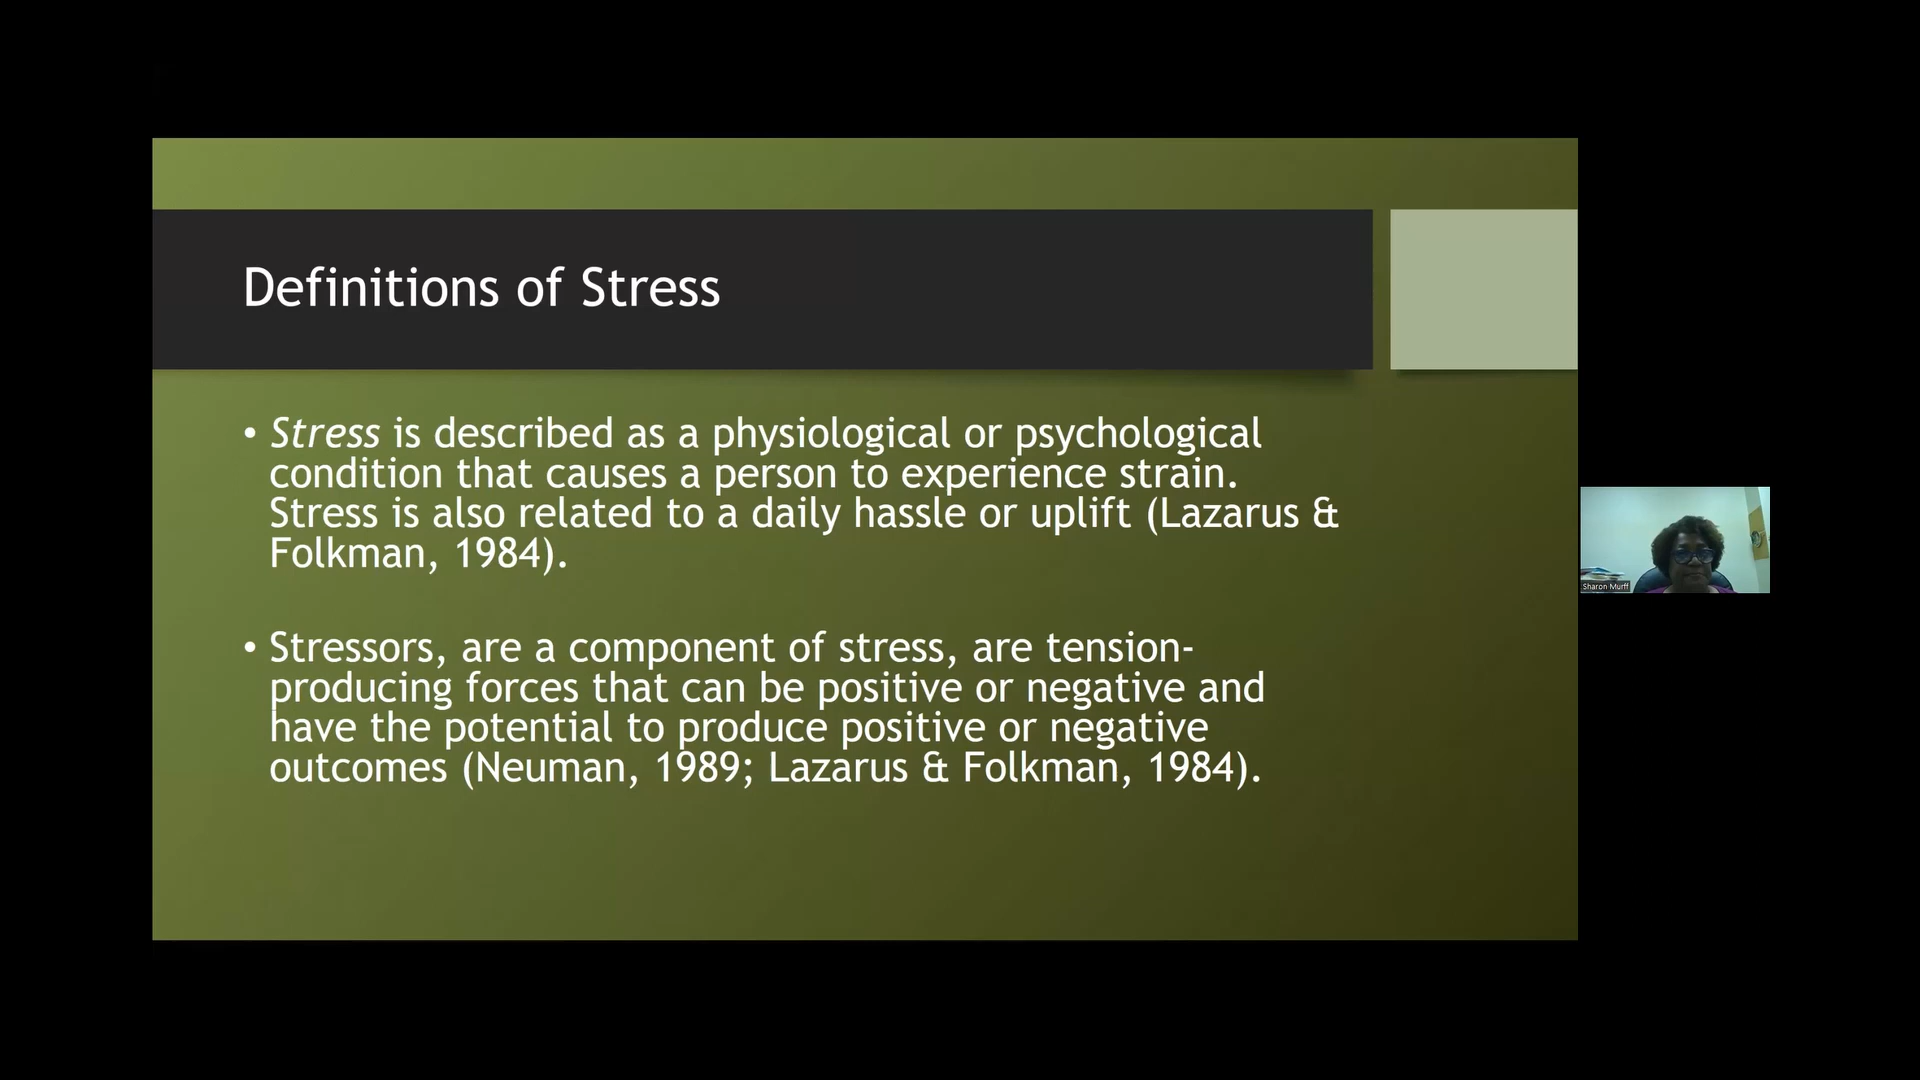 Definitions of Stress
• Stress is described as a physiological or psychological
condition that causes a person to experience strain.
Stress is also related to a daily hassle or uplift (Lazarus &
Folkman, 1984).
• Stressors, are a component of stress, are tension-
producing forces that can be positive or negative and
have the potential to produce positive or negative
outcomes (Neuman, 1989; Lazarus & Folkman, 1984).
Sharon Murff